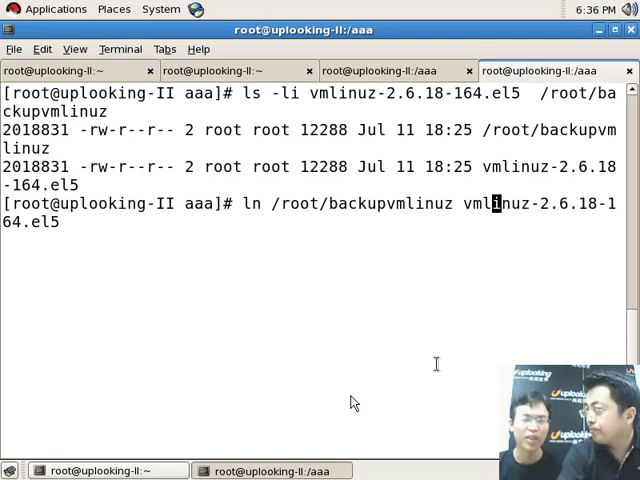 Applications Places System 6:36 PM
root@uplooking-II:/aaa
File Edit View Terminal Tabs Help
root@uplooking-II:~ root@uplooking-II:~ root@uplooking-II:/aaa root@uplooking-II:/aaa
[root@uplooking-II aaa]# ls -li vmlinuz-2.6.18-164.el5  /root/ba
ckupvmlinuz
2018831 -rw-r--r-- 2 root root 12288 Jul 11 18:25 /root/backupvm
linuz
2018831 -rw-r--r-- 2 root root 12288 Jul 11 18:25 vmlinuz-2.6.18
-164.el5
[root@uplooking-II aaa]# ln /root/backupvmlinuz vmlinuz-2.6.18-1
64.el5
uplooking
uplooking
root@uplooking-II:~ root@uplooking-II:/aaa